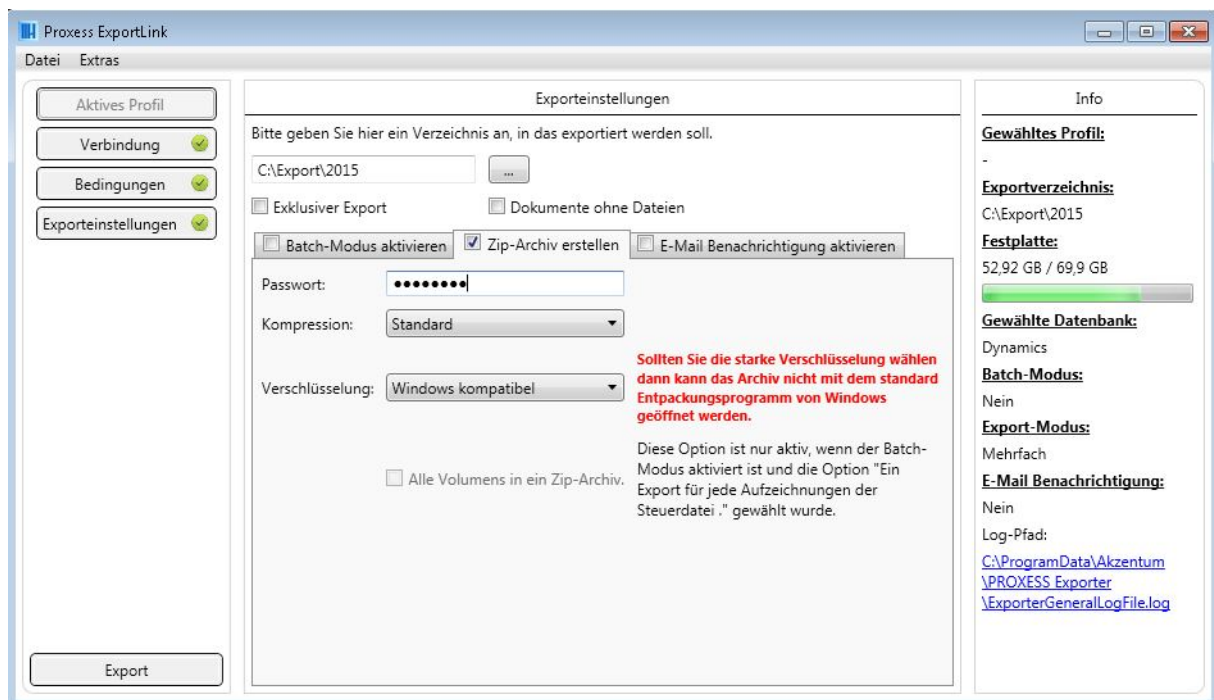 Proxess ExportLink
Datei Extras
Aktives Profil
Verbindung
Bedingungen
Exporteinstellungen
Export
Exporteinstellungen
Bitte geben Sie hier ein Verzeichnis an, in das exportiert werden soll.
C:\Export\2015
...
Exklusiver Export
Dokumente ohne Dateien
Batch-Modus aktivieren
Zip-Archiv erstellen
E-Mail Benachrichtigung aktivieren
Passwort: ●●●●●●●●
Kompression: Standard
Verschlüsselung: Windows kompatibel
Sollten Sie die starke Verschlüsselung wählen
dann kann das Archiv nicht mit dem standard
Entpackungsprogramm von Windows
geöffnet werden.
Alle Volumens in ein Zip-Archiv.
Diese Option ist nur aktiv, wenn der Batch-
Modus aktiviert ist und die Option "Ein
Export für jede Aufzeichnungen der
Steuerdatei ." gewählt wurde.
Info
Gewähltes Profil:
-
Exportverzeichnis:
C:\Export\2015
Festplatte:
52,92 GB / 69,9 GB
Gewählte Datenbank:
Dynamics
Batch-Modus:
Nein
Export-Modus:
Mehrfach
E-Mail Benachrichtigung:
Nein
Log-Pfad:
C:\ProgramData\Akzentum
\PROXESS Exporter
\ExporterGeneralLogFile.log